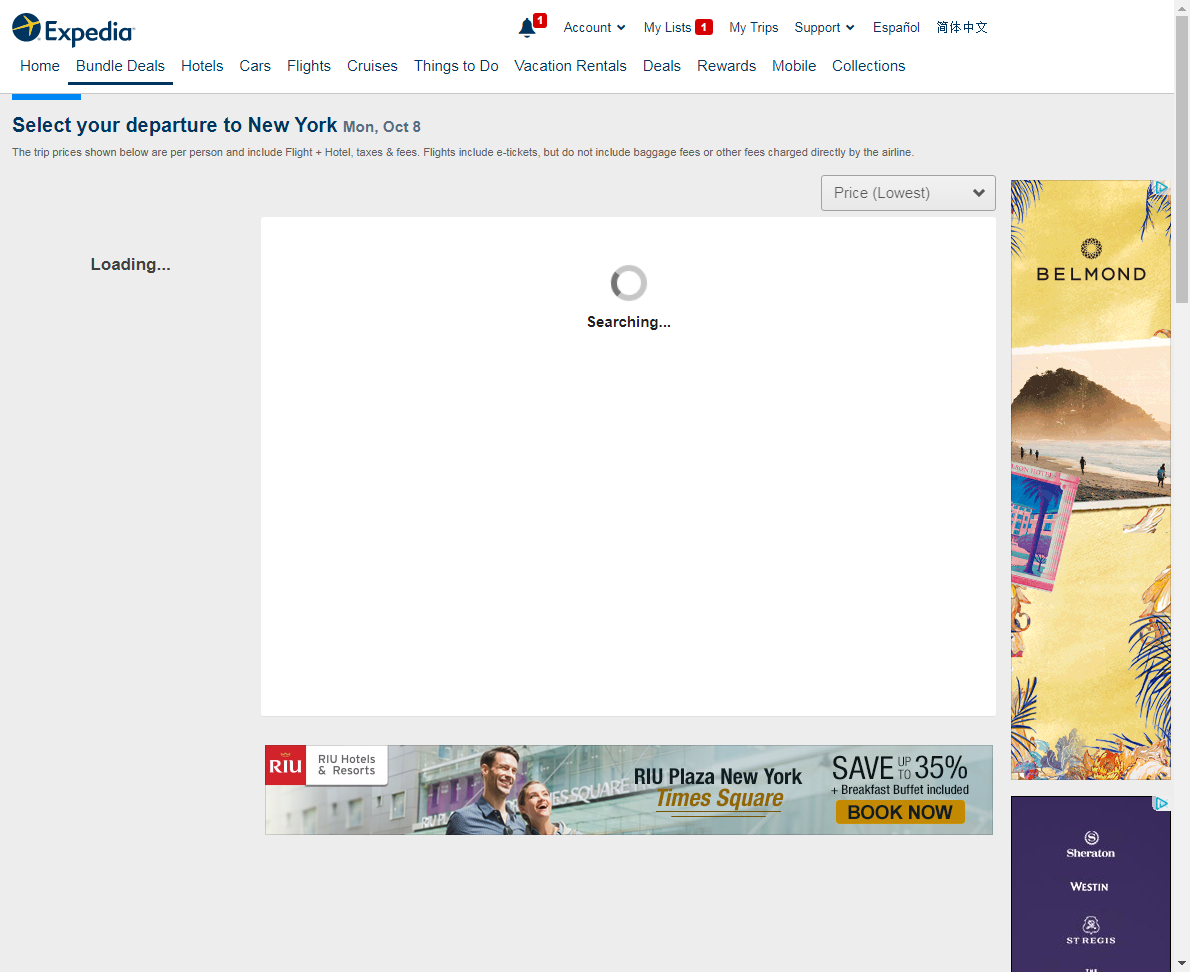 Expedia
1
Account
My Lists 1
My Trips
Support
Español
简体中文
Home
Bundle Deals
Hotels
Cars
Flights
Cruises
Things to Do
Vacation Rentals
Deals
Rewards
Mobile
Collections
Select your departure to New York Mon, Oct 8
The trip prices shown below are per person and include Flight + Hotel, taxes & fees. Flights include e-tickets, but do not include baggage fees or other fees charged directly by the airline.
Price (Lowest)
Loading...
Searching...
BELMOND
RIU
RIU Hotels
& Resorts
RIU PLAZA
ES SQUARE
RIU Plaza New York
Times Square
SAVE UP TO 35%
+ Breakfast Buffet included
BOOK NOW
Sheraton
WESTIN
ST REGIS